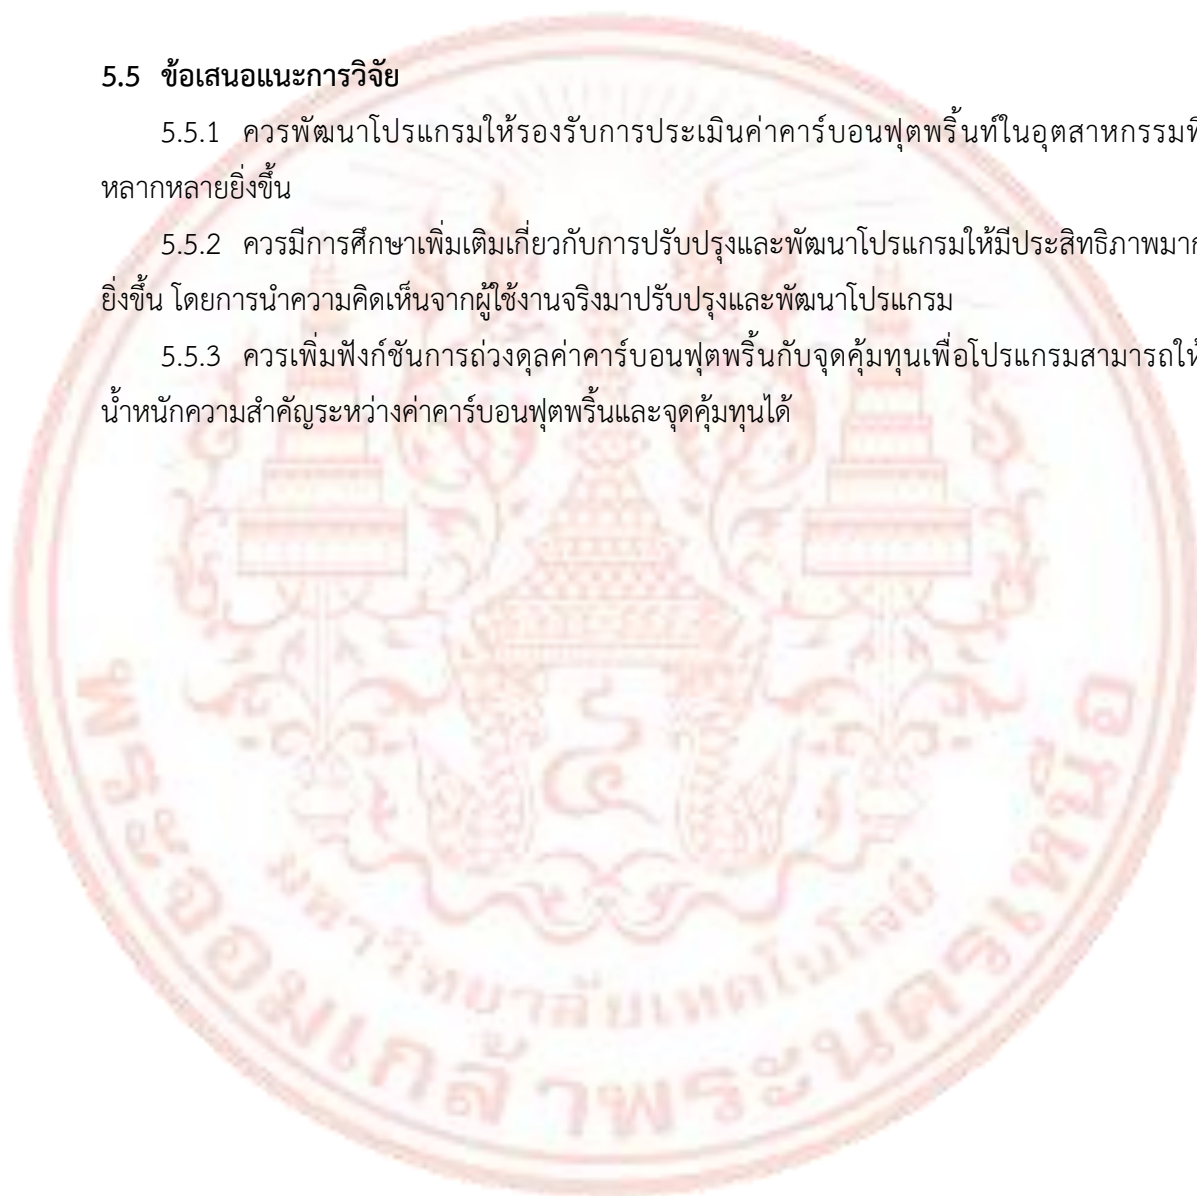 5.5 ข้อเสนอแนะการวิจัย
5.5.1 ควรพัฒนาโปรแกรมให้รองรับการประเมินค่าคาร์บอนฟุตพริ้นท์ในอุตสาหกรรมที
หลากหลายยิ่งขึ้น
5.5.2 ควรมีการศึกษาเพิ่มเติมเกี่ยวกับการปรับปรุงและพัฒนาโปรแกรมให้มีประสิทธิภาพมาก
ยิ่งขึ้น โดยการนำความคิดเห็นจากผู้ใช้งานจริงมาปรับปรุงและพัฒนาโปรแกรม
5.5.3 ควรเพิ่มฟังก์ชันการถ่วงดุลค่าคาร์บอนฟุตพริ้นกับจุดคุ้มทุนเพื่อโปรแกรมสามารถให้
น้ำหนักความสำคัญระหว่างค่าคาร์บอนฟุตพริ้นและจุดคุ้มทุนได้
มหาวิทยาลัยเทคโนโลยี
พระจอมเกล้าพระนครเหนือ